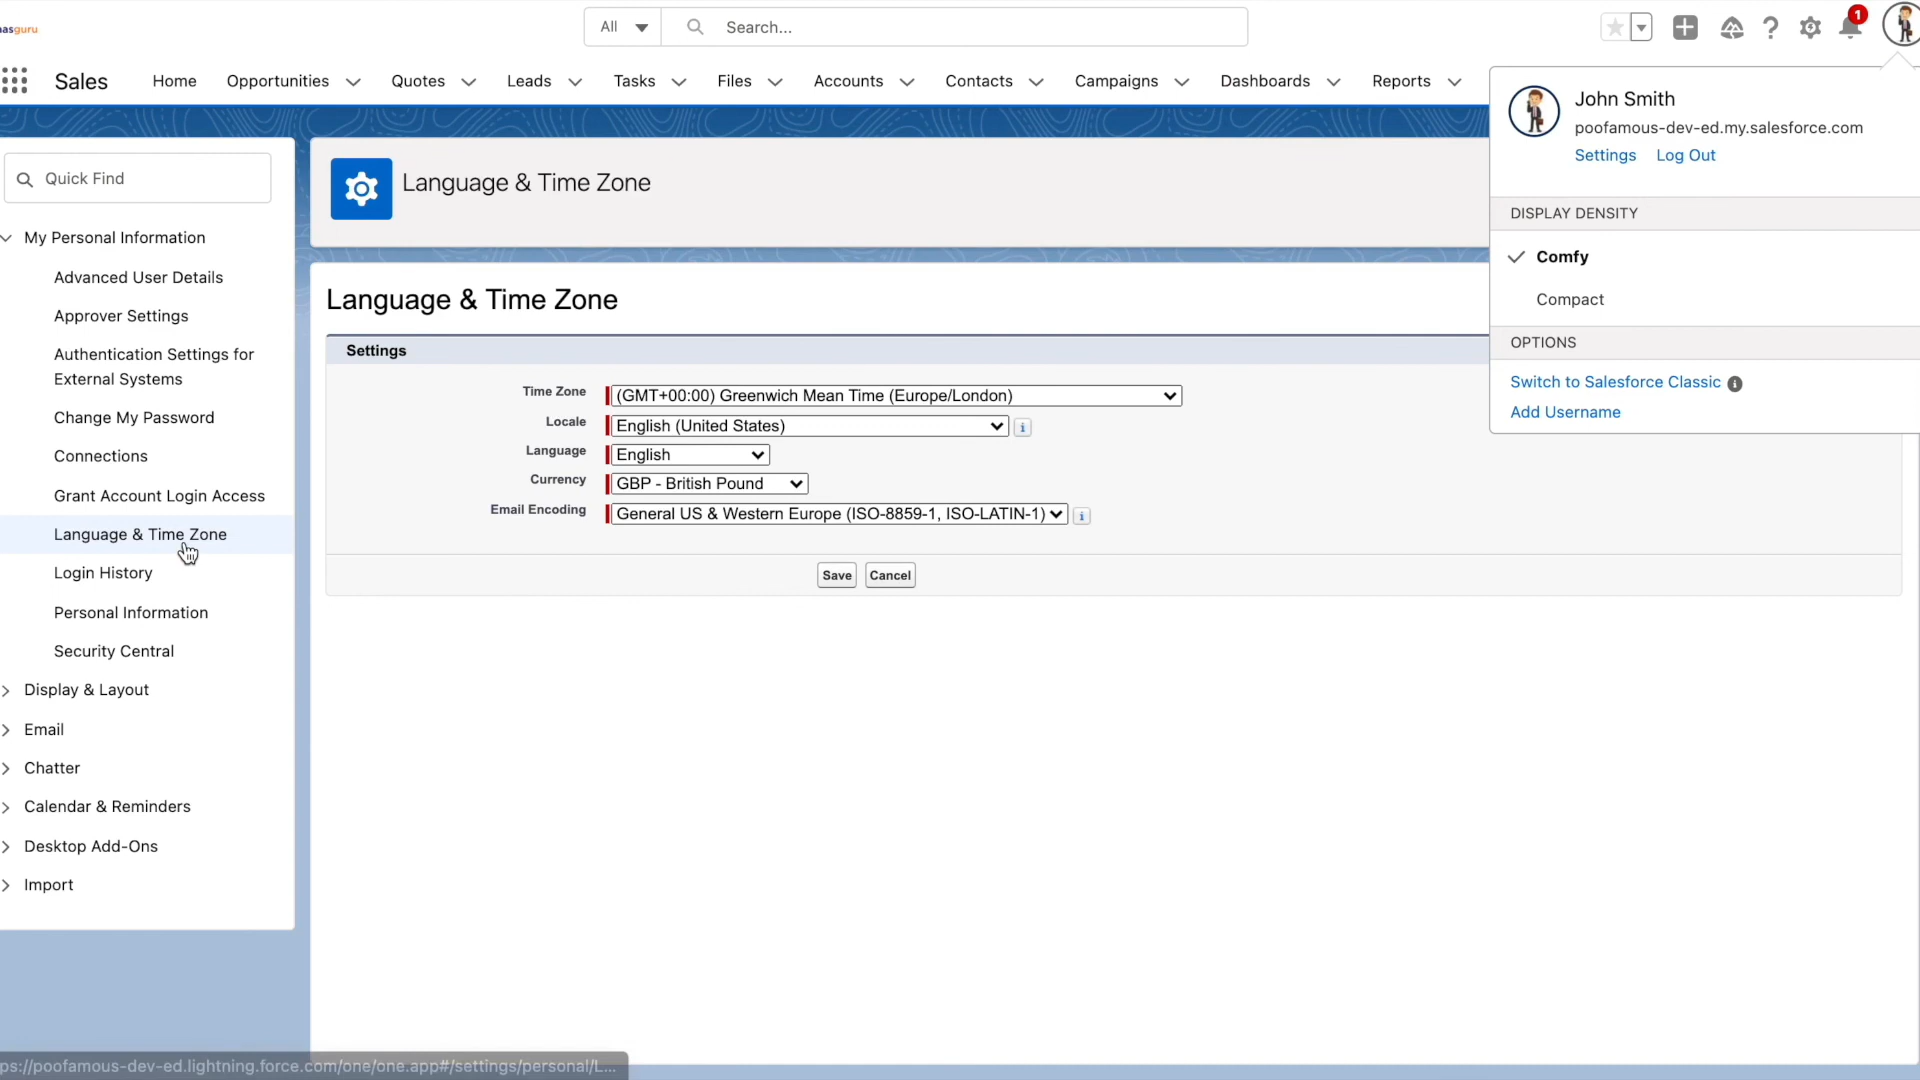 guru
All
Search...
1
Sales
Home
Opportunities
Quotes
Leads
Tasks
Files
Accounts
Contacts
Campaigns
Dashboards
Reports
John Smith
poofamous-dev-ed.my.salesforce.com
Settings
Log Out
DISPLAY DENSITY
Comfy
Compact
OPTIONS
Switch to Salesforce Classic
Add Username
Quick Find
My Personal Information
Advanced User Details
Approver Settings
Authentication Settings for
External Systems
Change My Password
Connections
Grant Account Login Access
Language & Time Zone
Login History
Personal Information
Security Central
Display & Layout
Email
Chatter
Calendar & Reminders
Desktop Add-Ons
Import
Language & Time Zone
Language & Time Zone
Settings
Time Zone
(GMT+00:00) Greenwich Mean Time (Europe/London)
Locale
English (United States)
Language
English
Currency
GBP - British Pound
Email Encoding
General US & Western Europe (ISO-8859-1, ISO-LATIN-1)
Save
Cancel
ps://poofamous-dev-ed.lightning.force.com/one/one.app#/settings/personal/L...